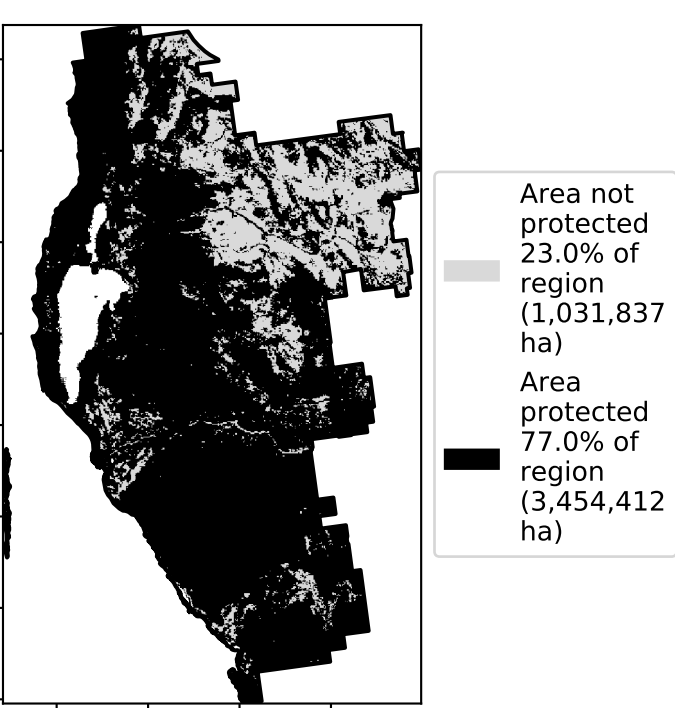 Area not
protected
23.0% of
region
(1,031,837
ha)
Area
protected
77.0% of
region
(3,454,412
ha)